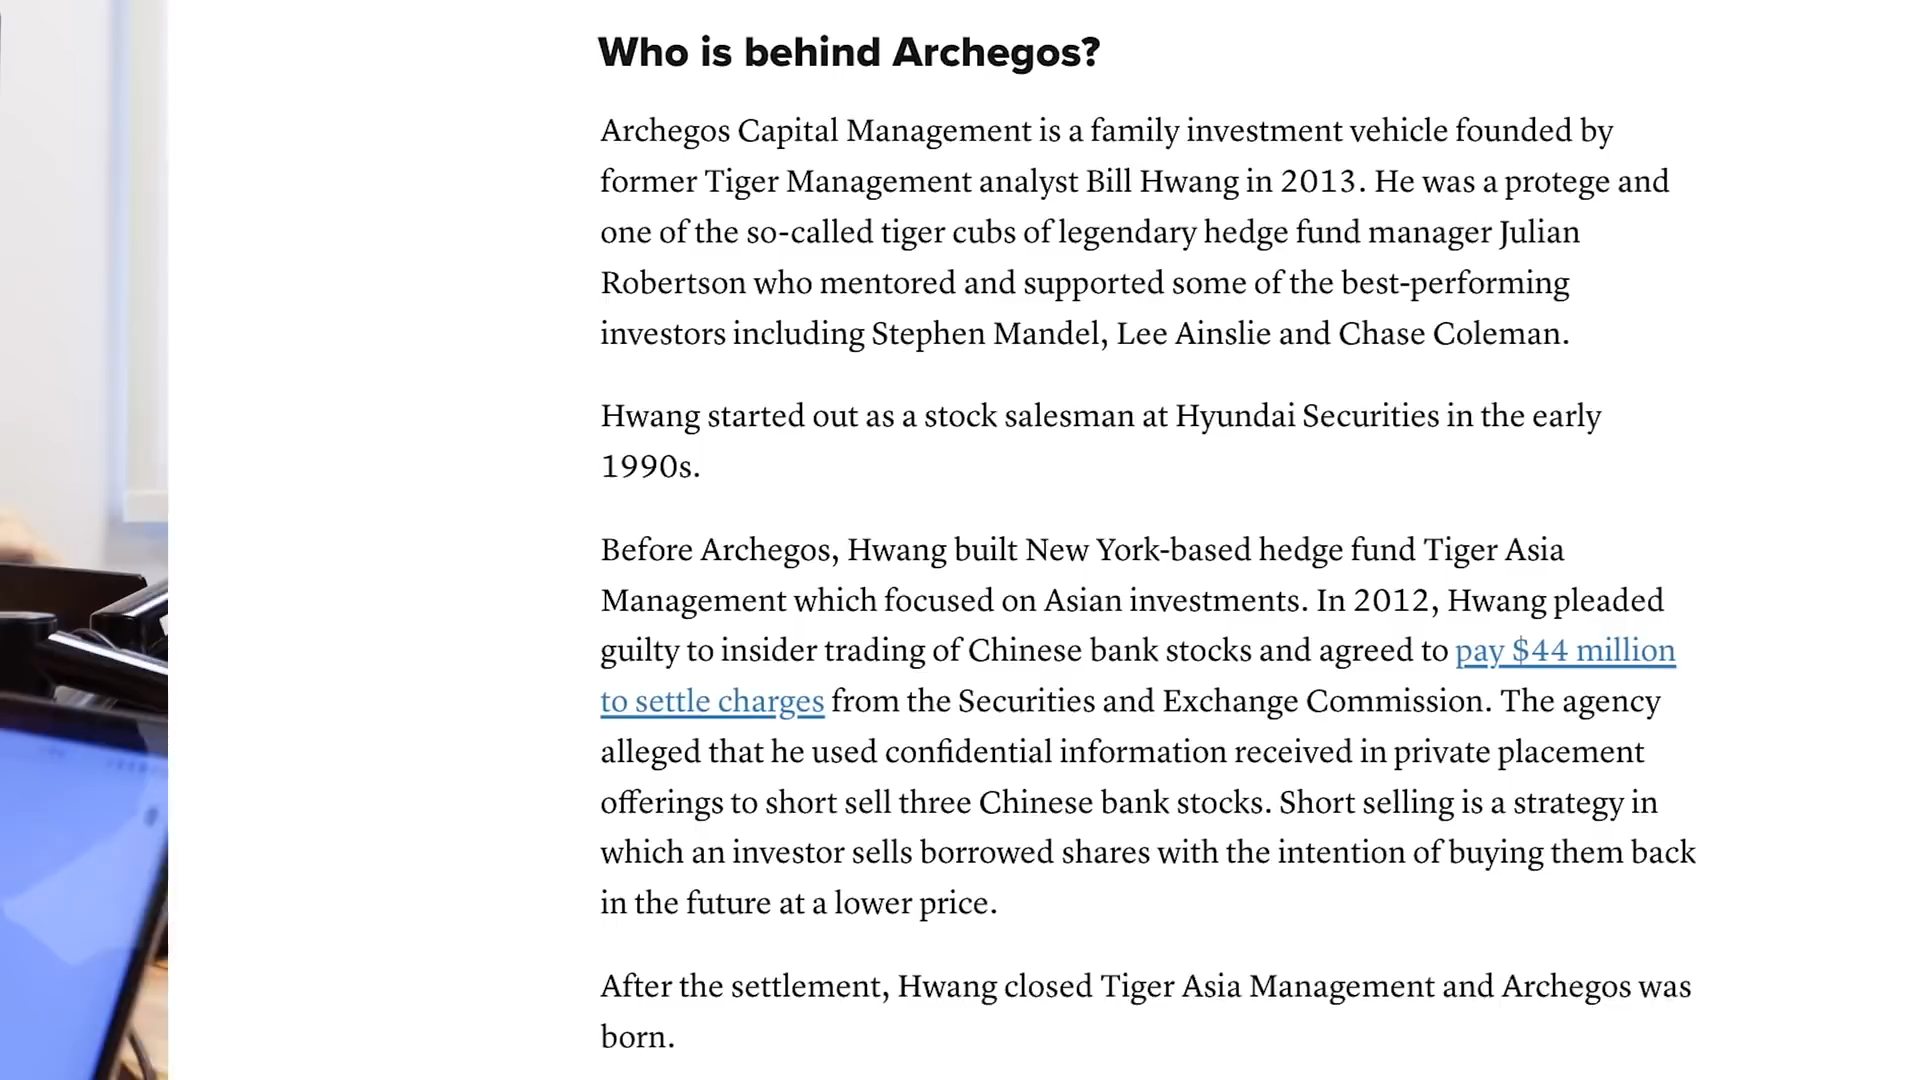 Who is behind Archegos?
Archegos Capital Management is a family investment vehicle founded by
former Tiger Management analyst Bill Hwang in 2013. He was a protege and
one of the so-called tiger cubs of legendary hedge fund manager Julian
Robertson who mentored and supported some of the best-performing
investors including Stephen Mandel, Lee Ainslie and Chase Coleman.
Hwang started out as a stock salesman at Hyundai Securities in the early
1990s.
Before Archegos, Hwang built New York-based hedge fund Tiger Asia
Management which focused on Asian investments. In 2012, Hwang pleaded
guilty to insider trading of Chinese bank stocks and agreed to pay $44 million
to settle charges from the Securities and Exchange Commission. The agency
alleged that he used confidential information received in private placement
offerings to short sell three Chinese bank stocks. Short selling is a strategy in
which an investor sells borrowed shares with the intention of buying them back
in the future at a lower price.
After the settlement, Hwang closed Tiger Asia Management and Archegos was
born.